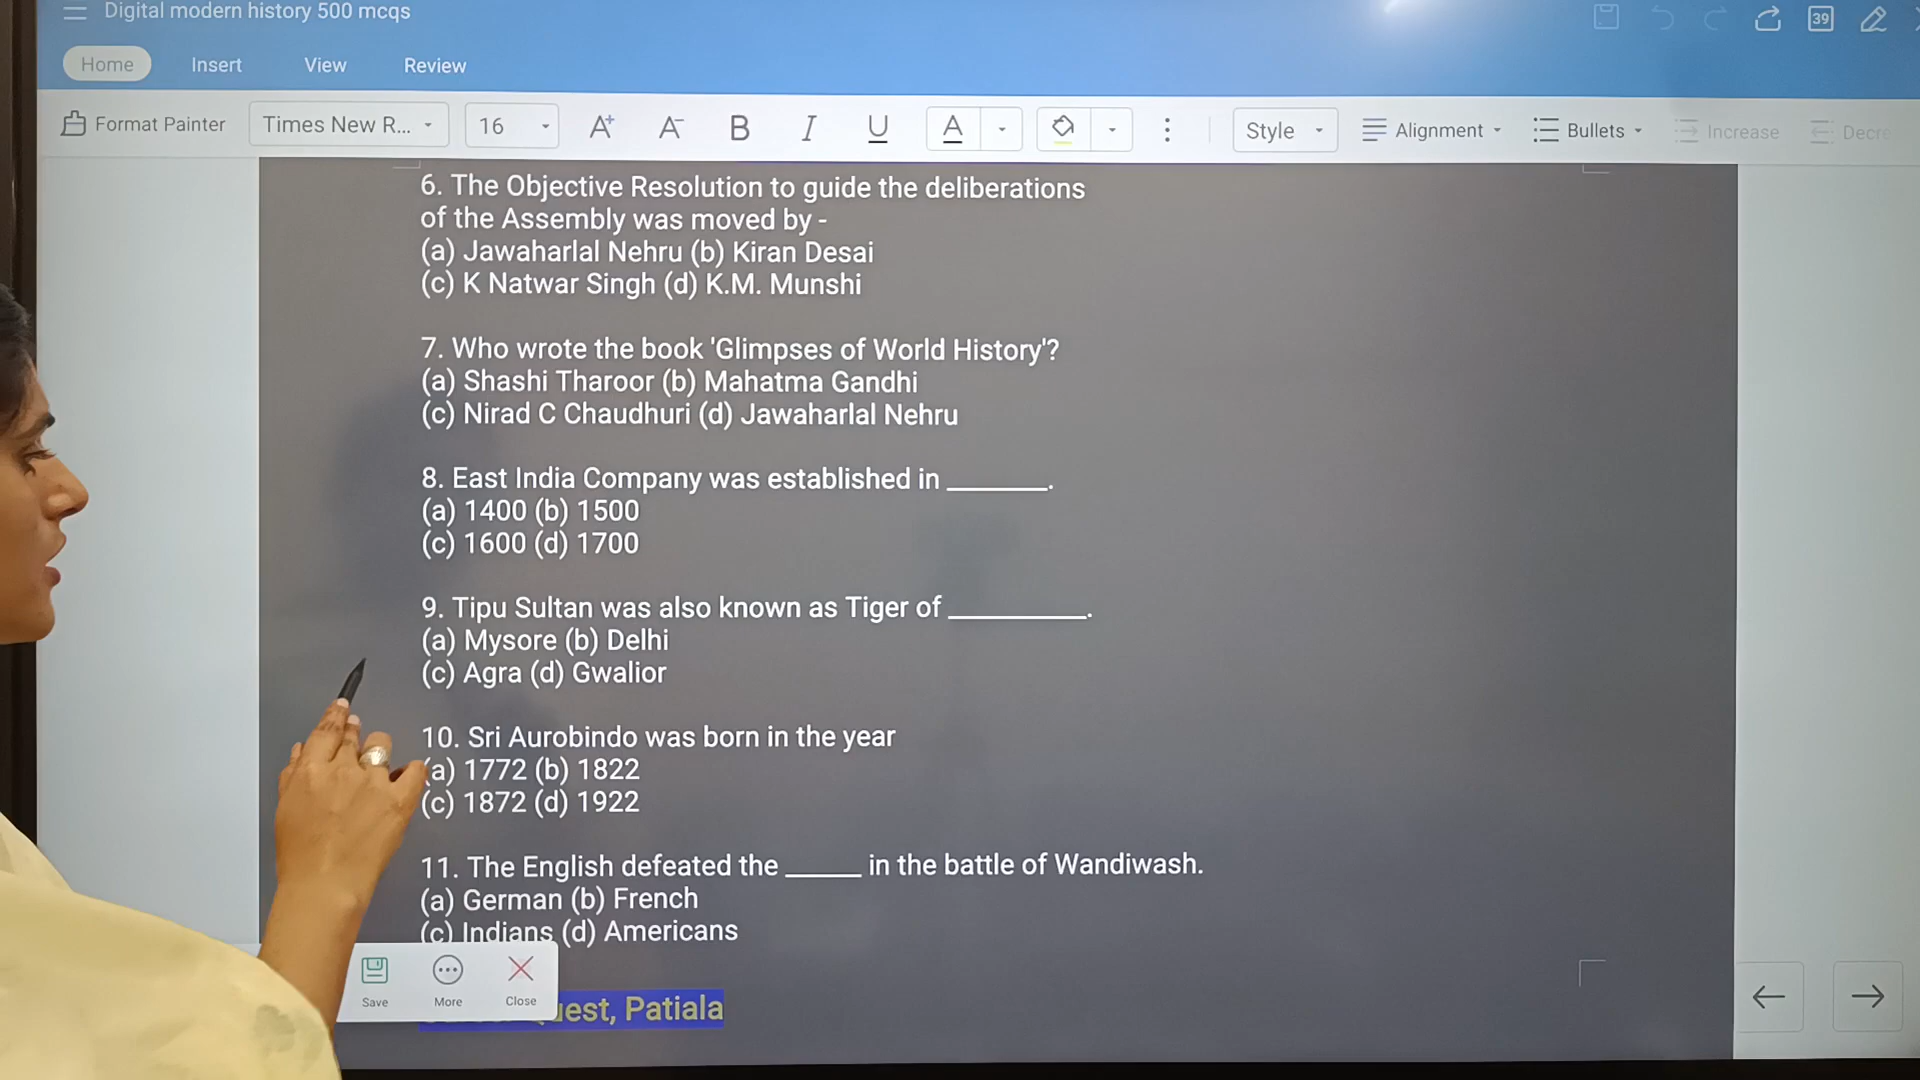 Digital modern history 500 mcqs
39
Home Insert View Review
Format Painter Times New R... 16 A+ A- B I U A Style Alignment Bullets Increase Decre
6. The Objective Resolution to guide the deliberations
of the Assembly was moved by -
(a) Jawaharlal Nehru (b) Kiran Desai
(c) K Natwar Singh (d) K.M. Munshi
7. Who wrote the book 'Glimpses of World History'?
(a) Shashi Tharoor (b) Mahatma Gandhi
(c) Nirad C Chaudhuri (d) Jawaharlal Nehru
8. East India Company was established in _______.
(a) 1400 (b) 1500
(c) 1600 (d) 1700
9. Tipu Sultan was also known as Tiger of __________.
(a) Mysore (b) Delhi
(c) Agra (d) Gwalior
10. Sri Aurobindo was born in the year
(a) 1772 (b) 1822
(c) 1872 (d) 1922
11. The English defeated the _____ in the battle of Wandiwash.
(a) German (b) French
(c) Indians (d) Americans
Save More Close
Patiala